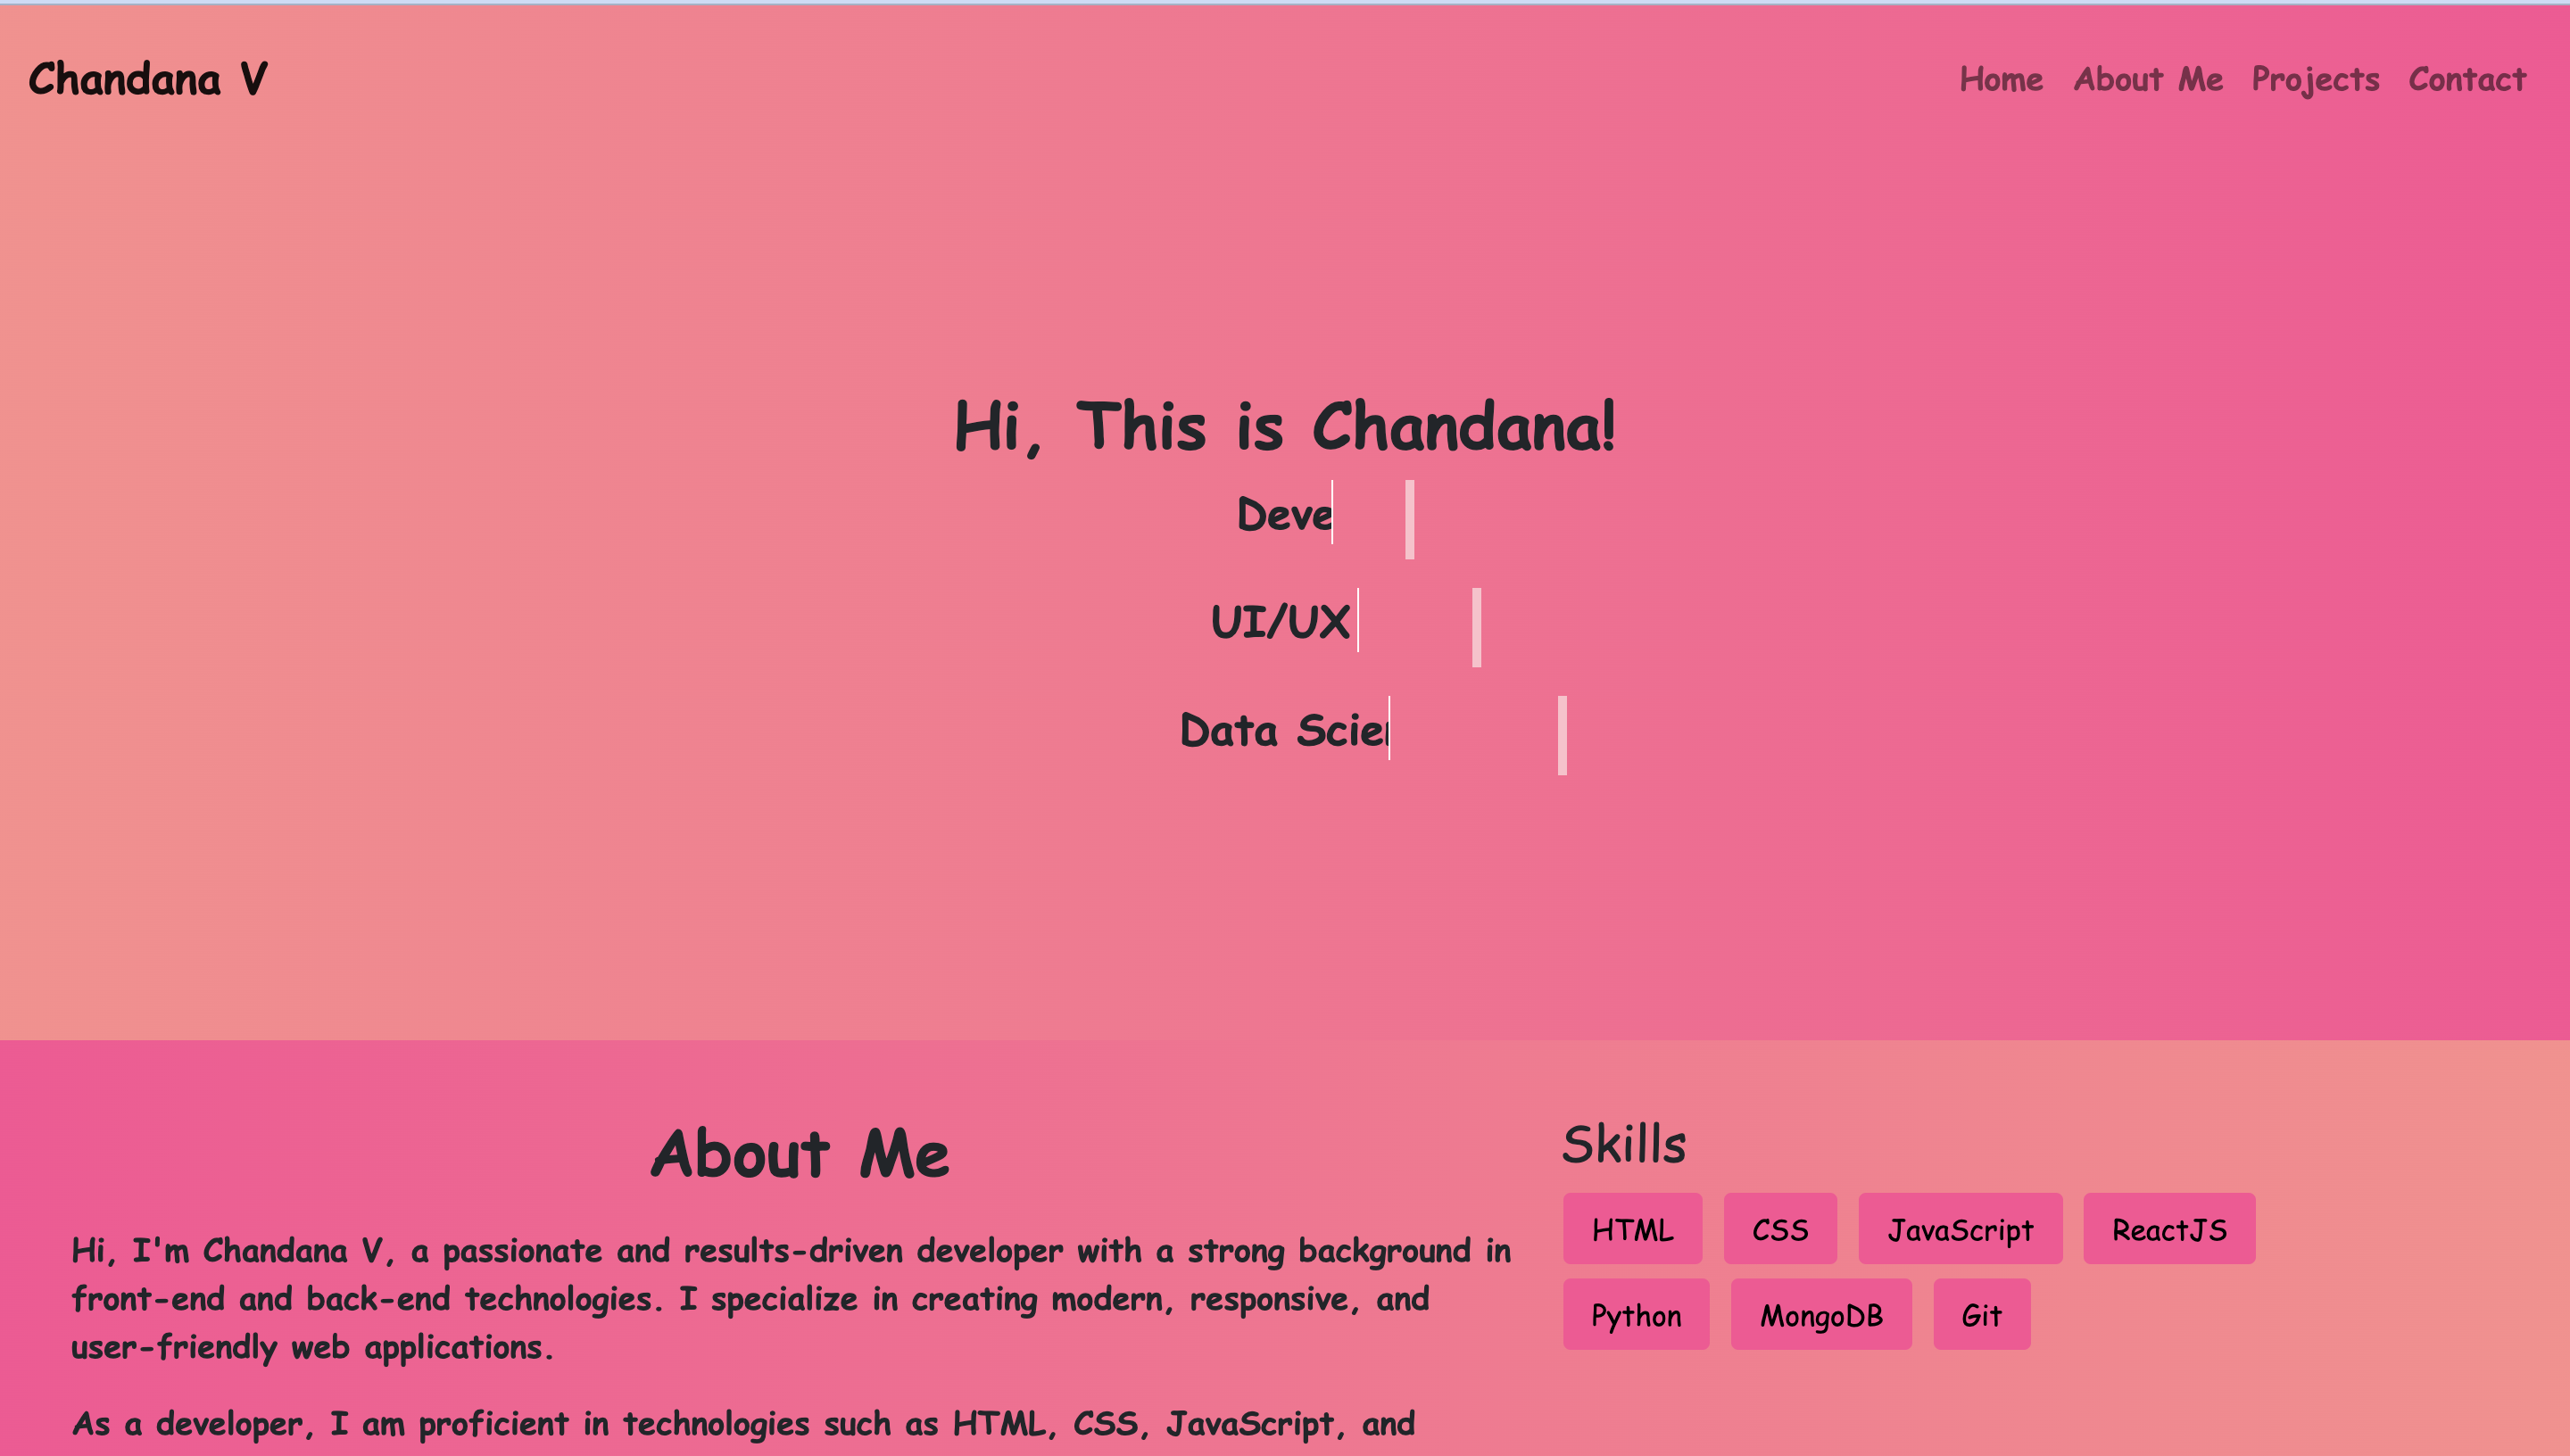 Chandana V
Home About Me Projects Contact
Hi, This is Chandana!
Deve
UI/UX
Data Scie
About Me
Hi, I'm Chandana V, a passionate and results-driven developer with a strong background in
front-end and back-end technologies. I specialize in creating modern, responsive, and
user-friendly web applications.
As a developer, I am proficient in technologies such as HTML, CSS, JavaScript, and
Skills
HTML CSS JavaScript ReactJS
Python MongoDB Git